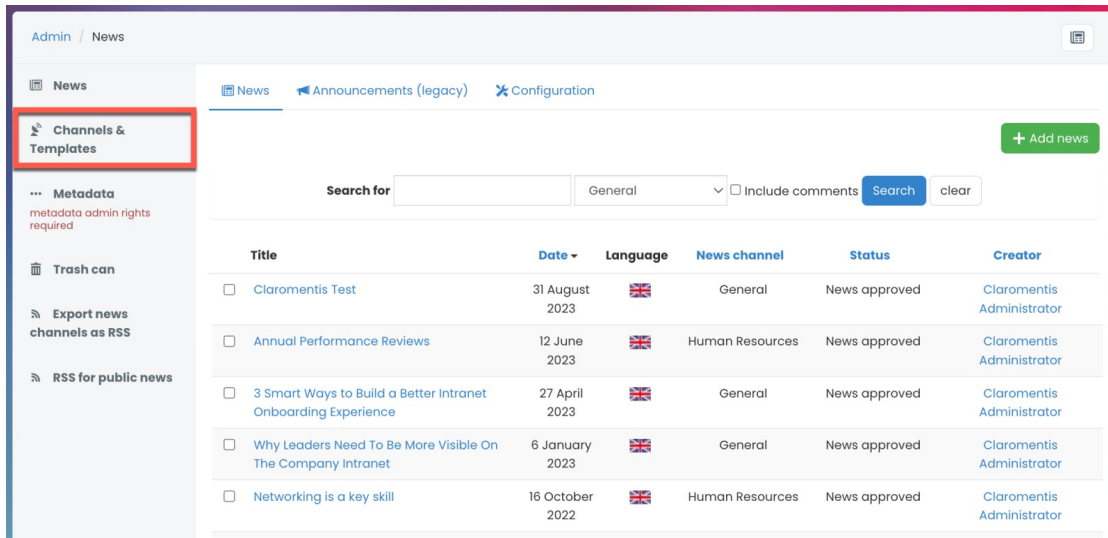 Admin / News
News
Channels &
Templates
Metadata
metadata admin rights
required
Trash can
Export news
channels as RSS
RSS for public news
News Announcements (legacy) Configuration
+ Add news
Search for General Include comments Search clear
Title Date Language News channel Status Creator
Claromentis Test 31 August General News approved Claromentis
2023 Administrator
Annual Performance Reviews 12 June Human Resources News approved Claromentis
2023 Administrator
3 Smart Ways to Build a Better Intranet 27 April General News approved Claromentis
Onboarding Experience 2023 Administrator
Why Leaders Need To Be More Visible On 6 January General News approved Claromentis
The Company Intranet 2023 Administrator
Networking is a key skill 16 October Human Resources News approved Claromentis
2022 Administrator